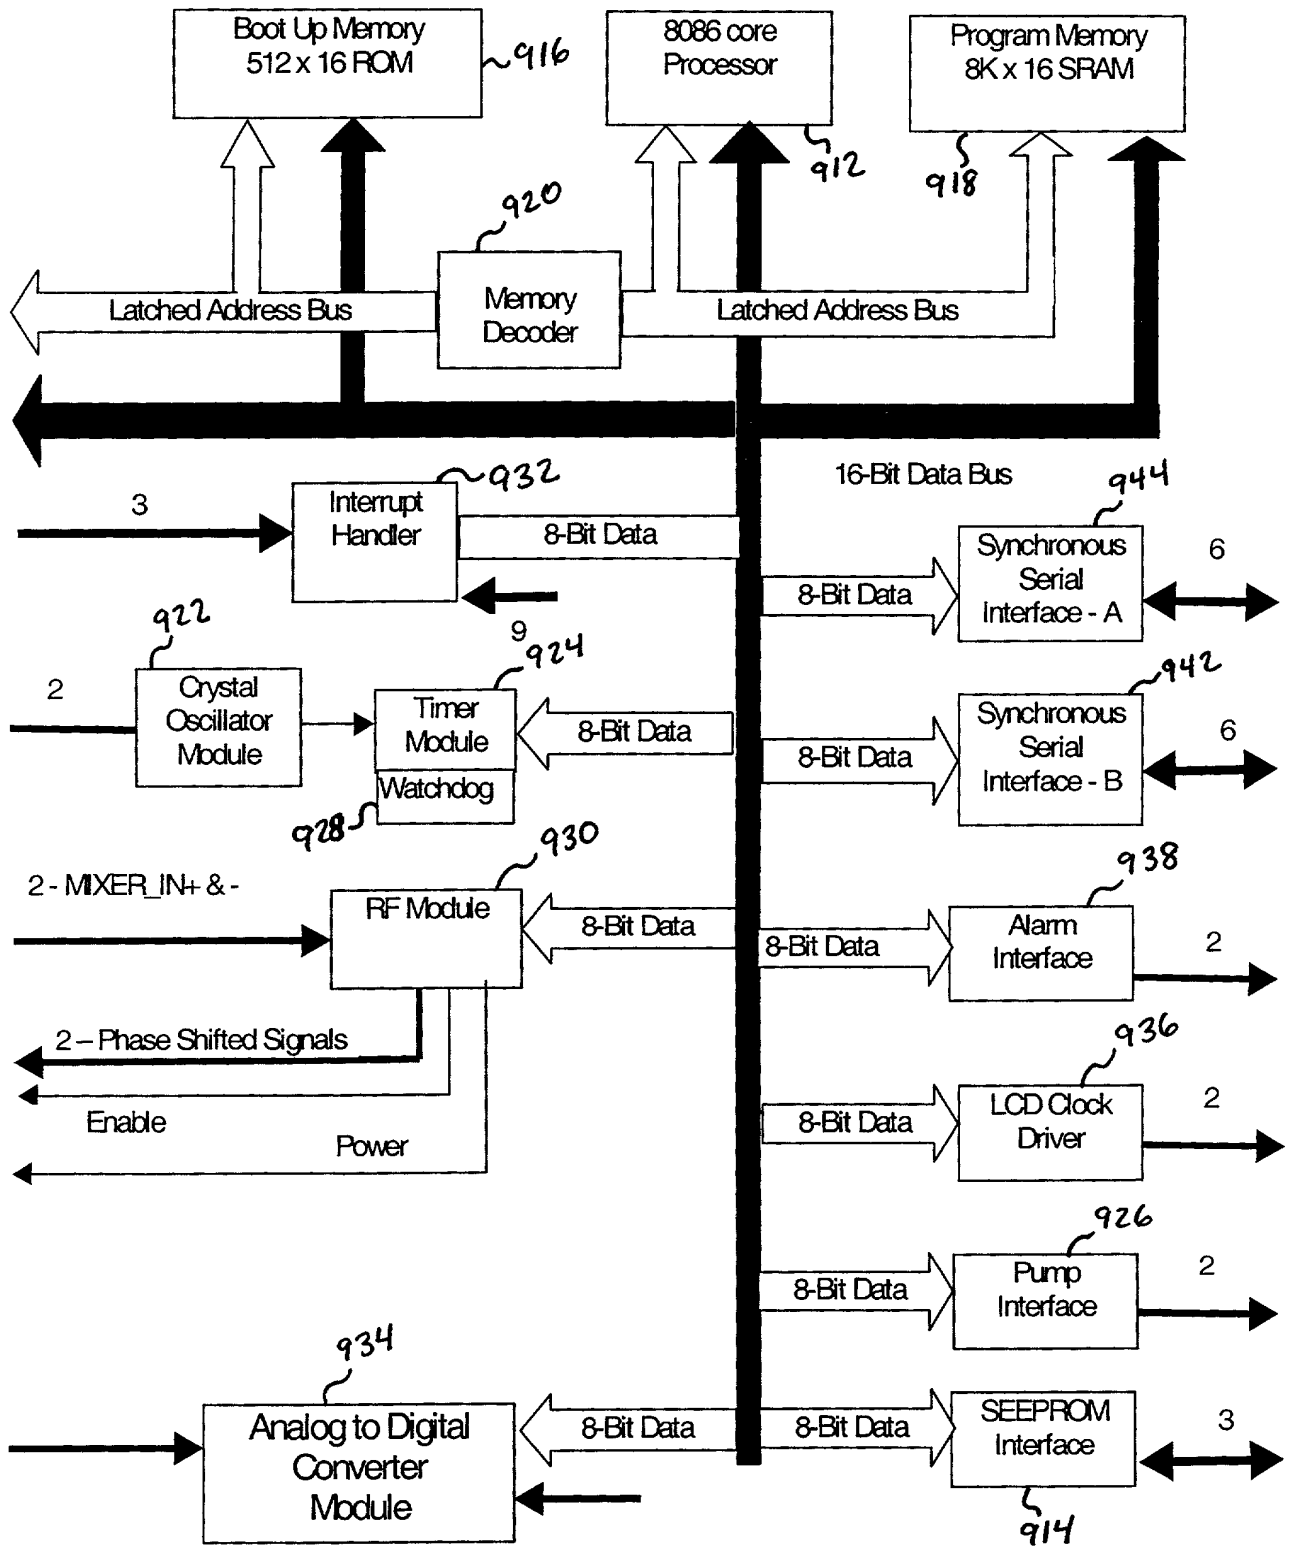 Boot Up Memory
512 x 16 ROM
916
8086 core
Processor
912
Program Memory
8K x 16 SRAM
918
920
Memory
Decoder
Latched Address Bus
Latched Address Bus
16-Bit Data Bus
932
3
Interrupt
Handler
8-Bit Data
9
944
Synchronous
Serial
Interface - A
8-Bit Data
6
922
2
Crystal
Oscillator
Module
924
Timer
Module
Watchdog
928
8-Bit Data
942
Synchronous
Serial
Interface - B
8-Bit Data
6
930
2 - MIXER_IN+ & -
RF Module
8-Bit Data
2 – Phase Shifted Signals
Enable
Power
938
8-Bit Data
Alarm
Interface
2
936
8-Bit Data
LCD Clock
Driver
2
926
8-Bit Data
Pump
Interface
2
934
Analog to Digital
Converter
Module
8-Bit Data
8-Bit Data
SEEPROM
Interface
3
914